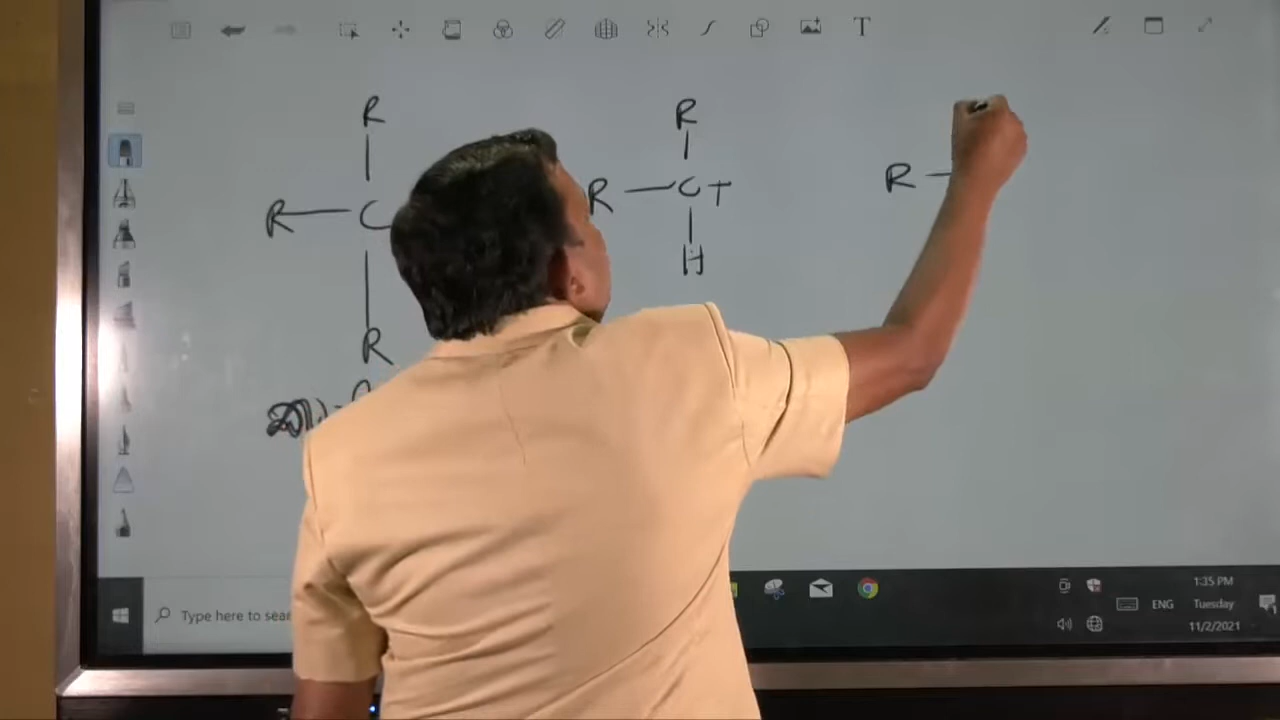 T
R
R — C
R
R
R — C +
H
R —
Type here to sear
ENG
1:35 PM
Tuesday
11/2/2021